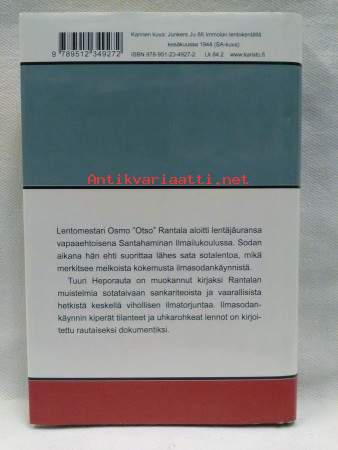 Kannen kuva: Junkers Ju 88 Immolan lentokentällä
kesäkuussa 1944 (SA-kuva)
ISBN 978-951-23-4927-2 Lk 84.2 www.karisto.fi
9 789512 349272
Antikvariaatti.net
Lentomestari Osmo "Otso" Rantala aloitti lentäjäuransa
vapaaehtoisena Santahaminan Ilmailukoulussa. Sodan
aikana hän ehti suorittaa lähes sata sotalentoa, mikä
merkitsee melkoista kokemusta ilmasodankäynnistä.
Tuuri Heporauta on muokannut kirjaksi Rantalan
muistelmia sotataivaan sankariteoista ja vaarallisista
hetkistä keskellä vihollisen ilmatorjuntaa. Ilmasodan-
käynnin kiperät tilanteet ja uhkarohkeat lennot on kirjoi-
tettu rautaiseksi dokumentiksi.